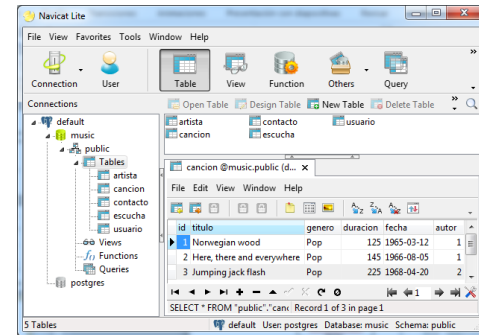 Navicat Lite
File View Favorites Tools Window Help
Connection User Table View Function Others Query »
Connections Open Table Design Table New Table Delete Table »
default
music
public
Tables
artista
cancion
contacto
escucha
usuario
Views
Functions
Queries
postgres
artista contacto usuario
cancion escucha
cancion @music.public (d... x
File Edit View Window Help
id titulo genero duracion fecha autor
1 Norwegian wood Pop 125 1965-03-12 1
2 Here, there and everywhere Pop 145 1966-08-05 1
3 Jumping jack flash Pop 225 1968-04-20 2
1
SELECT * FROM "public"."canc Record 1 of 3 in page 1
5 Tables default User: postgres Database: music Schema: public